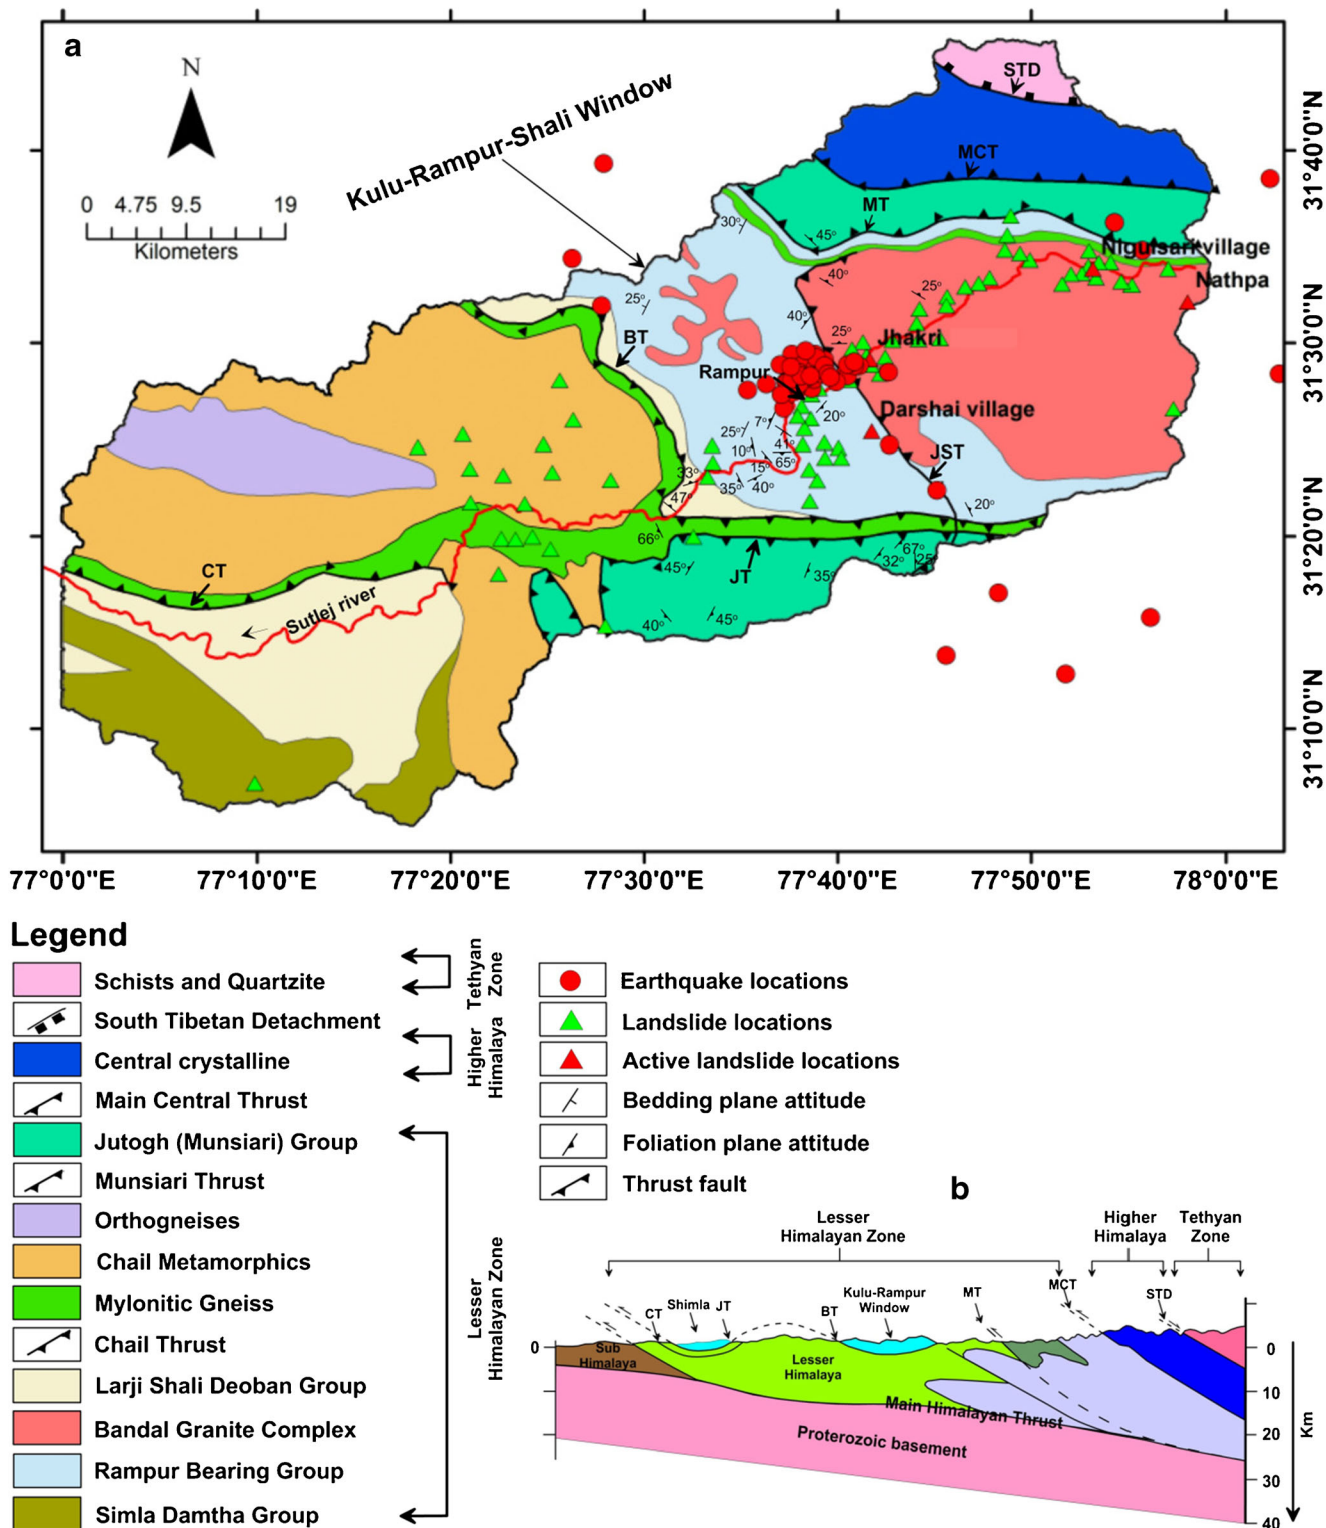 a
N
0 4.75 9.5 19
Kilometers
Kulu-Rampur-Shali Window
STD
MCT
MT
30°
45°
Niguisari village
40°
Nathpa
25°
25°
BT
40°
25°
Jhakri
Rampur
Darshai village
20°
7°
25°
41°
10°
65°
JST
15°
33°
35°
40°
47°
20°
66°
67°
32°
25°
45°
JT
35°
CT
Sutlej river
40°
45°
31°40'0"N
31°30'0"N
31°20'0"N
31°10'0"N
77°0'0"E 77°10'0"E 77°20'0"E 77°30'0"E 77°40'0"E 77°50'0"E 78°0'0"E
Legend
Schists and Quartzite
South Tibetan Detachment
Central crystalline
Main Central Thrust
Jutogh (Munsiari) Group
Munsiari Thrust
Orthogneises
Chail Metamorphics
Mylonitic Gneiss
Chail Thrust
Larji Shali Deoban Group
Bandal Granite Complex
Rampur Bearing Group
Simla Damtha Group
Tethyan
Zone
Higher
Himalaya
Lesser
Himalayan Zone
Earthquake locations
Landslide locations
Active landslide locations
Bedding plane attitude
Foliation plane attitude
Thrust fault
b
Lesser
Himalayan Zone
Higher
Himalaya
Tethyan
Zone
CT
Shimla
JT
BT
Kulu-Rampur
Window
MT
MCT
STD
0
Sub
Himalaya
Lesser
Himalaya
Main Himalayan Thrust
Proterozoic basement
0
10
20
30
40
Km